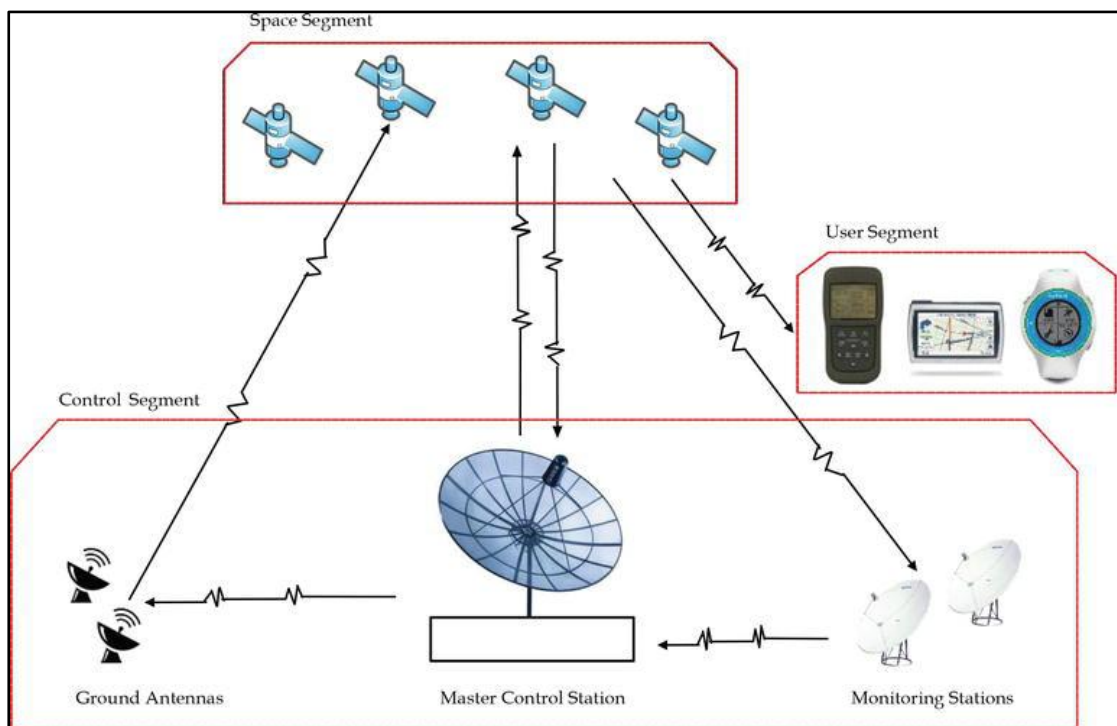 Space Segment
User Segment
Control Segment
Ground Antennas
Master Control Station
Monitoring Stations